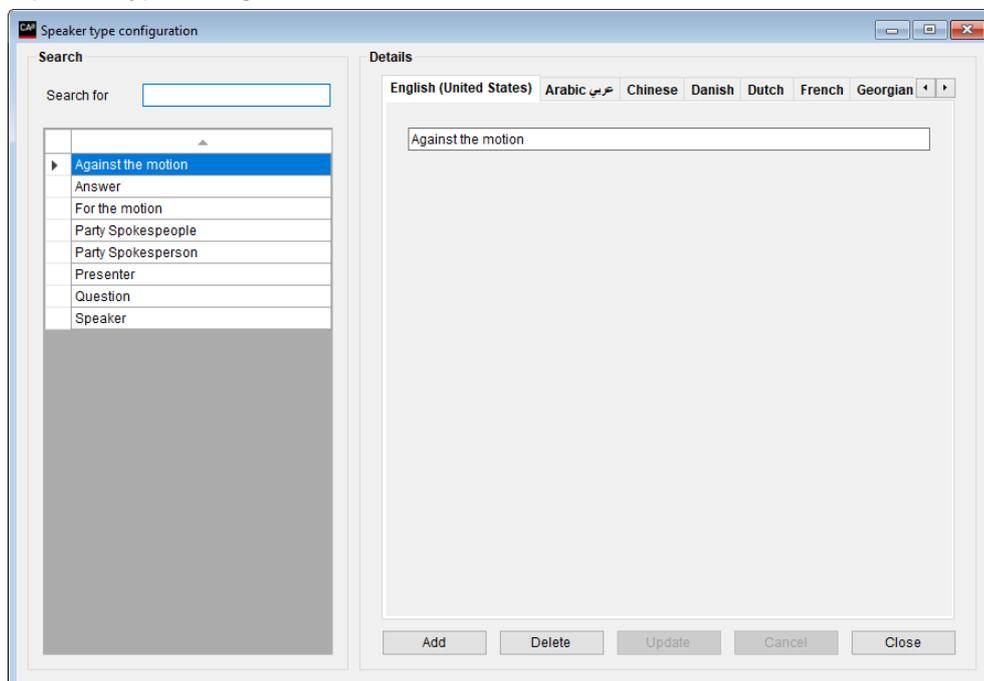 CA
Speaker type configuration
Search
Search for
Against the motion
Answer
For the motion
Party Spokespeople
Party Spokesperson
Presenter
Question
Speaker
Details
English (United States) Arabic عربي Chinese Danish Dutch French Georgian
Against the motion
Add Delete Update Cancel Close